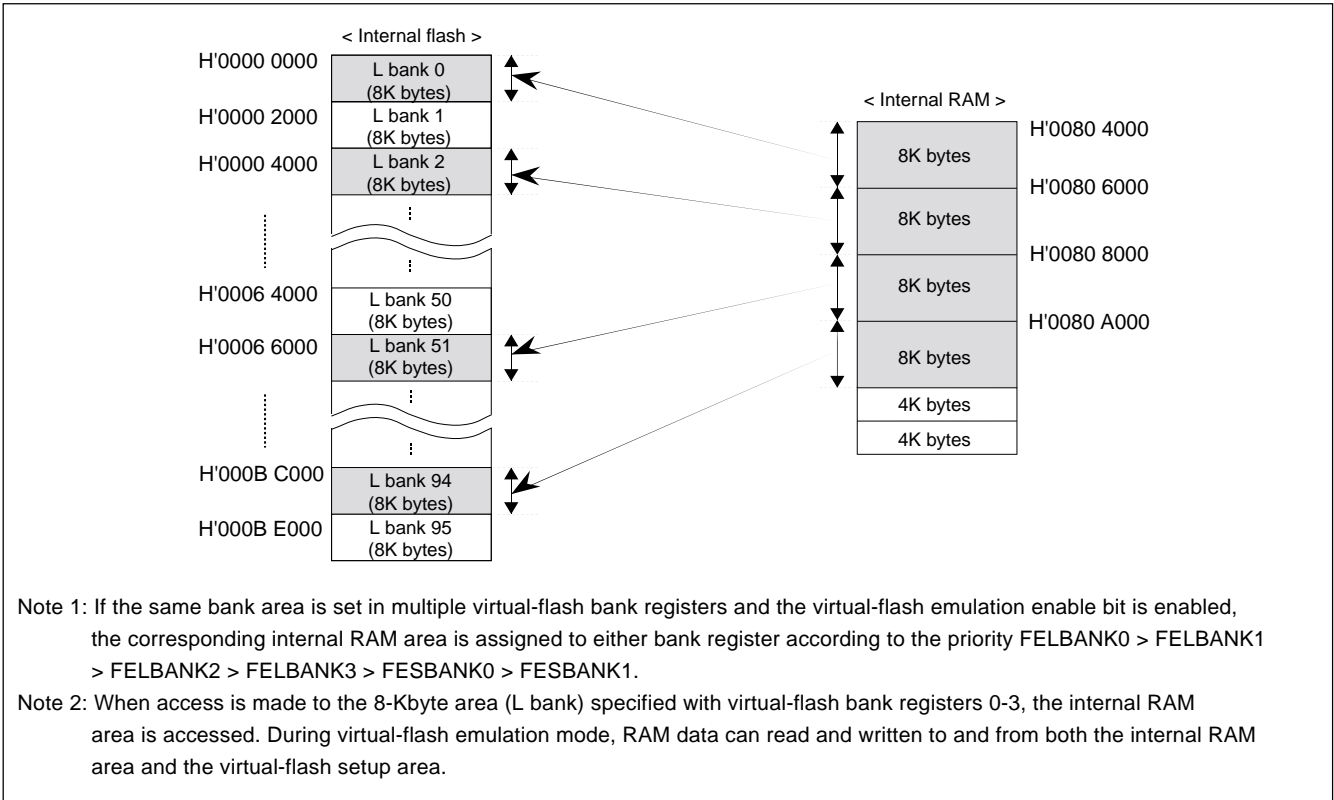 < Internal flash >
H'0000 0000
L bank 0
(8K bytes)
H'0000 2000
L bank 1
(8K bytes)
H'0000 4000
L bank 2
(8K bytes)
H'0006 4000
L bank 50
(8K bytes)
H'0006 6000
L bank 51
(8K bytes)
H'000B C000
L bank 94
(8K bytes)
H'000B E000
L bank 95
(8K bytes)
< Internal RAM >
H'0080 4000
8K bytes
H'0080 6000
8K bytes
H'0080 8000
8K bytes
H'0080 A000
8K bytes
4K bytes
4K bytes
Note 1: If the same bank area is set in multiple virtual-flash bank registers and the virtual-flash emulation enable bit is enabled,
the corresponding internal RAM area is assigned to either bank register according to the priority FELBANK0 > FELBANK1
> FELBANK2 > FELBANK3 > FESBANK0 > FESBANK1.
Note 2: When access is made to the 8-Kbyte area (L bank) specified with virtual-flash bank registers 0-3, the internal RAM
area is accessed. During virtual-flash emulation mode, RAM data can read and written to and from both the internal RAM
area and the virtual-flash setup area.